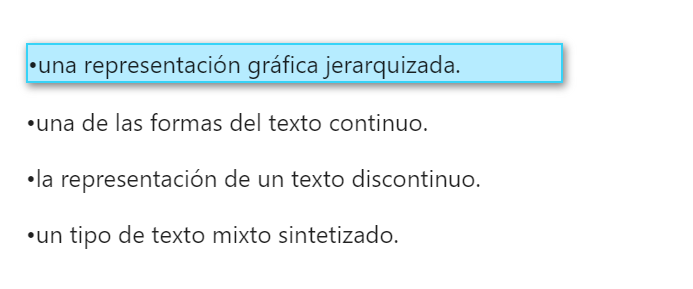 •una representación gráfica jerarquizada.
•una de las formas del texto continuo.
•la representación de un texto discontinuo.
•un tipo de texto mixto sintetizado.